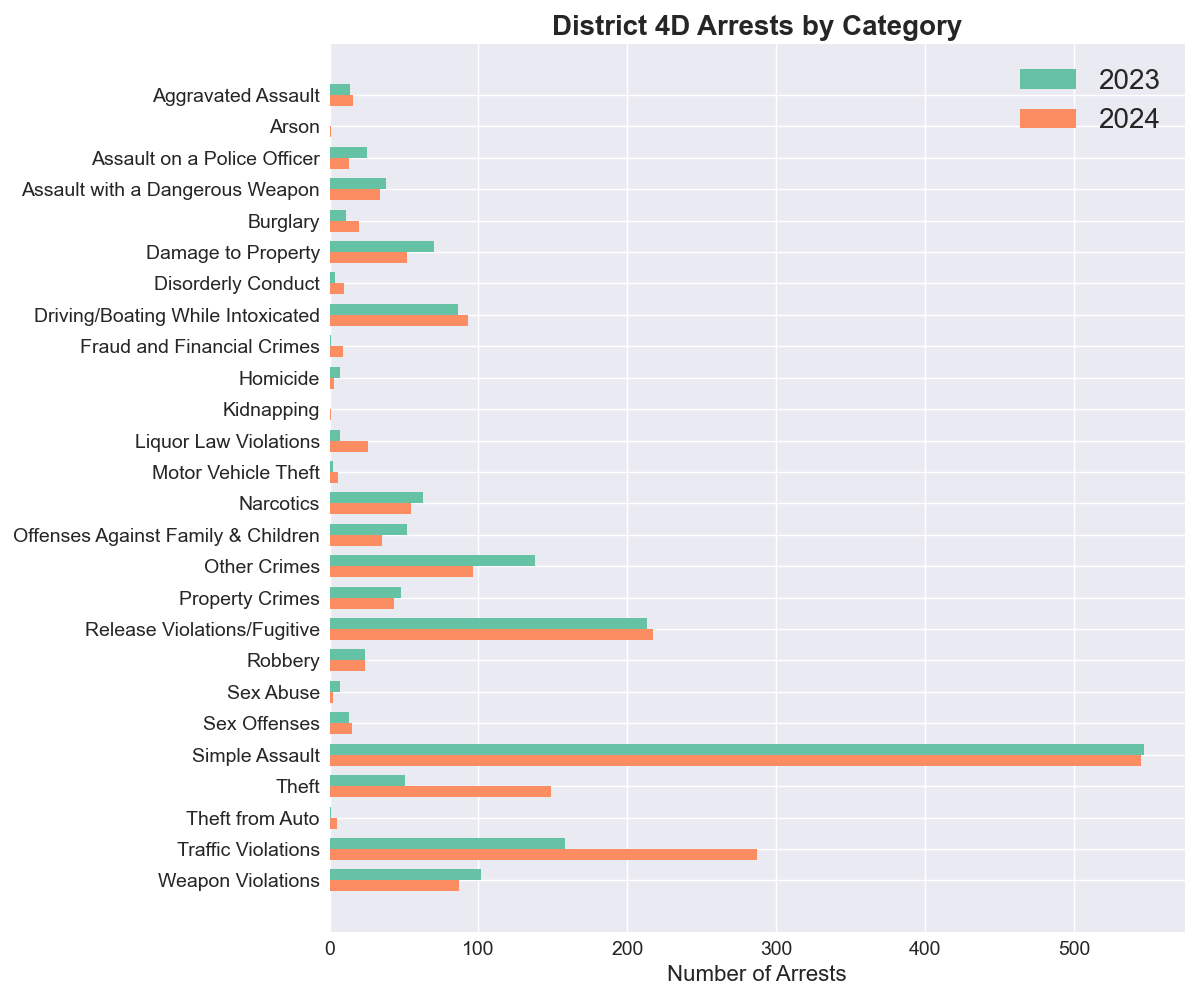 District 4D Arrests by Category
2023
2024
Aggravated Assault
Arson
Assault on a Police Officer
Assault with a Dangerous Weapon
Burglary
Damage to Property
Disorderly Conduct
Driving/Boating While Intoxicated
Fraud and Financial Crimes
Homicide
Kidnapping
Liquor Law Violations
Motor Vehicle Theft
Narcotics
Offenses Against Family & Children
Other Crimes
Property Crimes
Release Violations/Fugitive
Robbery
Sex Abuse
Sex Offenses
Simple Assault
Theft
Theft from Auto
Traffic Violations
Weapon Violations
0 100 200 300 400 500
Number of Arrests